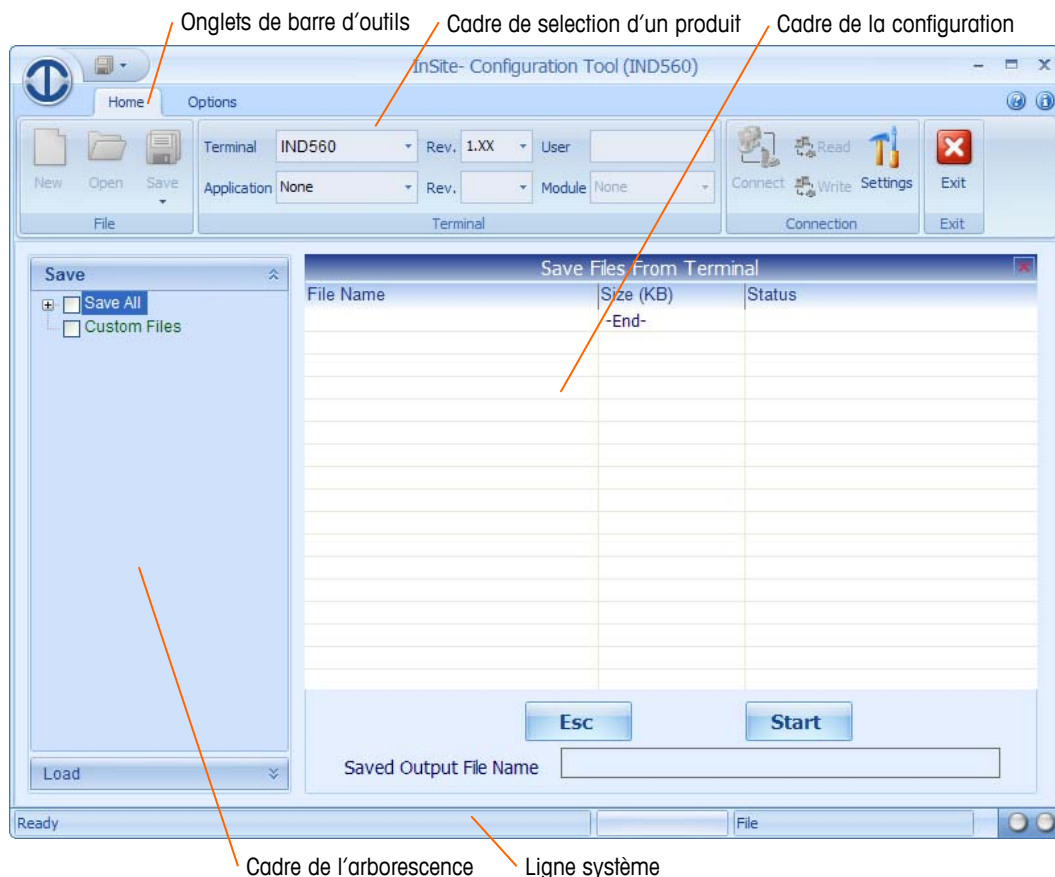 Onglets de barre d’outils Cadre de selection d’un produit Cadre de la configuration
InSite- Configuration Tool (IND560)
Home Options
Terminal IND560 Rev. 1.XX User
Read
New Open Save Connect Write Settings Exit
Application None Rev. Module None
File Terminal Connection Exit
Save
Save Files From Terminal
File Name Size (KB) Status
Save All
-End-
Custom Files
Esc Start
Load
Saved Output File Name
Ready File
Cadre de l’arborescence Ligne système